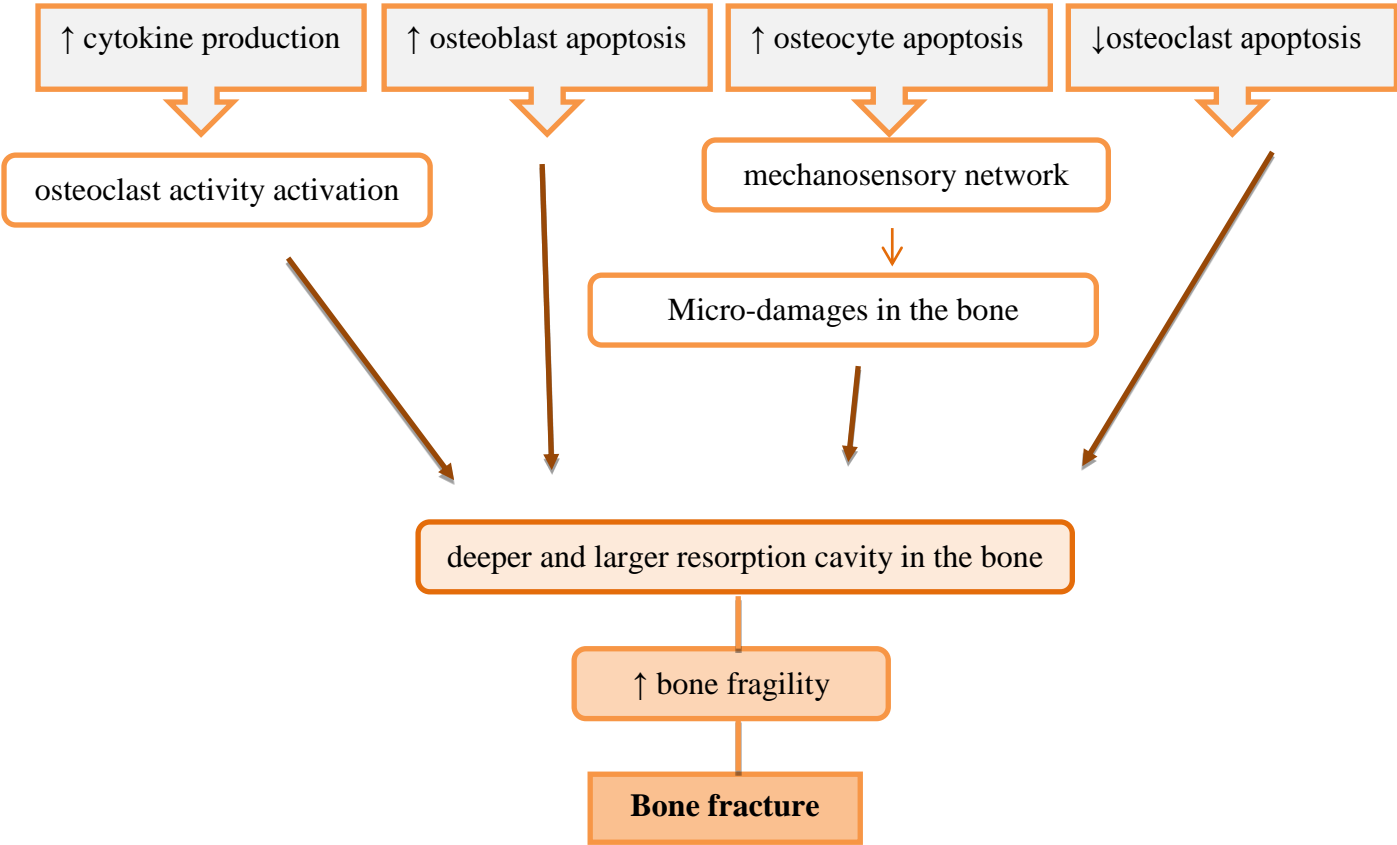 ↑ cytokine production
↑ osteoblast apoptosis
↑ osteocyte apoptosis
↓osteoclast apoptosis
osteoclast activity activation
mechanosensory network
Micro-damages in the bone
deeper and larger resorption cavity in the bone
↑ bone fragility
Bone fracture